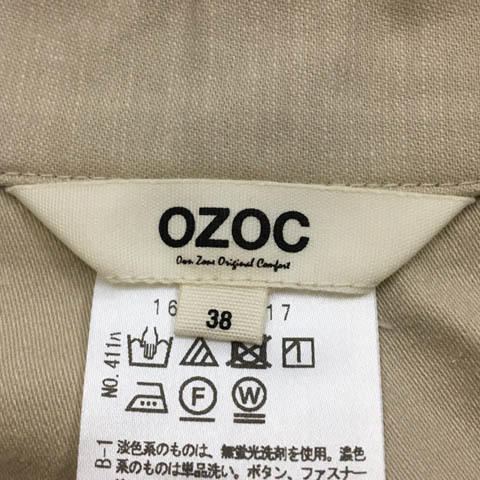 OZOC
Own Zone Original Comfort
38
16 17
NO.411ハ
F W
B-1 淡色系のものは、無蛍光洗剤を使用。濃色
系のものは単品洗い。ボタン、ファスナー